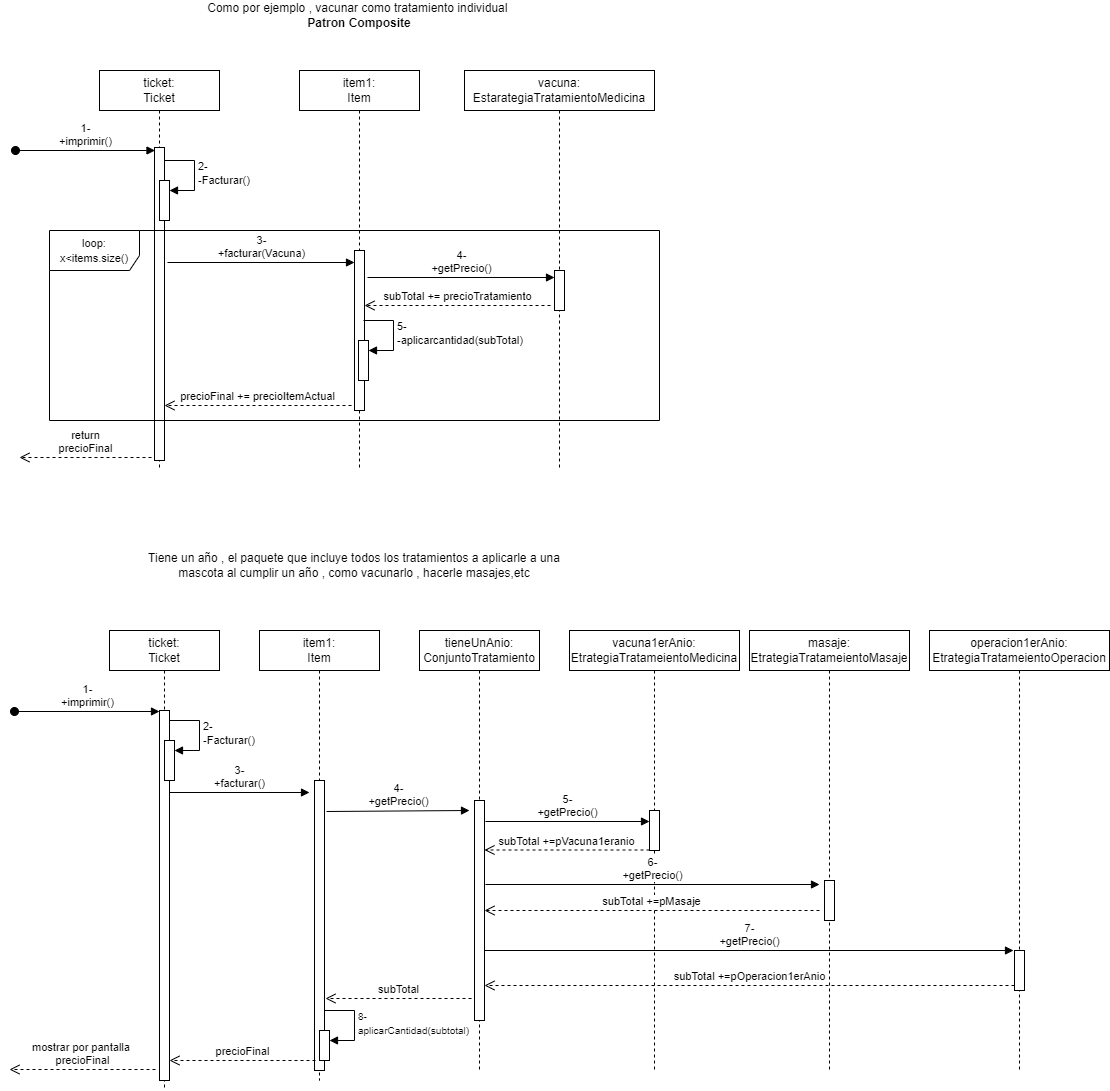 Como por ejemplo , vacunar como tratamiento individual
Patron Composite
ticket:
Ticket
item1:
Item
vacuna:
EstarategiaTratamientoMedicina
1-
+imprimir()
2-
-Facturar()
loop:
x<items.size()
3-
+facturar(Vacuna)
4-
+getPrecio()
subTotal += precioTratamiento
5-
-aplicarcantidad(subTotal)
precioFinal += precioItemActual
return
precioFinal
Tiene un año , el paquete que incluye todos los tratamientos a aplicarle a una
mascota al cumplir un año , como vacunarlo , hacerle masajes,etc
ticket:
Ticket
item1:
Item
tieneUnAnio:
ConjuntoTratamiento
vacuna1erAnio:
EtrategiaTratameientoMedicina
masaje:
EtrategiaTratameientoMasaje
operacion1erAnio:
EtrategiaTratameientoOperacion
1-
+imprimir()
2-
-Facturar()
3-
+facturar()
4-
+getPrecio()
5-
+getPrecio()
subTotal +=pVacuna1eranio
6-
+getPrecio()
subTotal +=pMasaje
7-
+getPrecio()
subTotal +=pOperacion1erAnio
subTotal
8-
aplicarCantidad(subtotal)
precioFinal
mostrar por pantalla
precioFinal